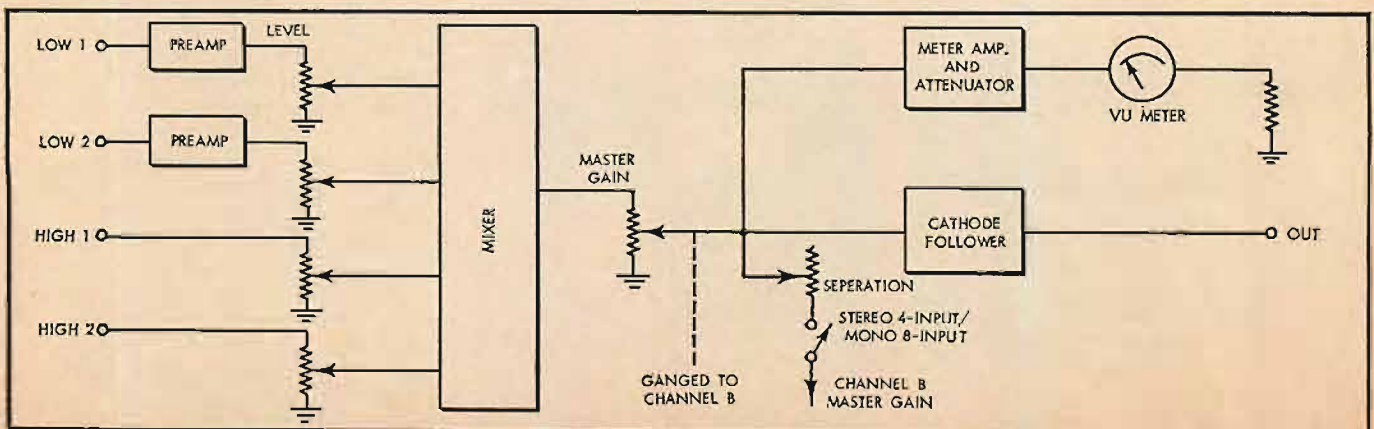 LOW 1
PREAMP
LEVEL
LOW 2
PREAMP
HIGH 1
HIGH 2
MIXER
MASTER
GAIN
GANGED TO
CHANNEL B
METER AMP.
AND
ATTENUATOR
VU METER
CATHODE
FOLLOWER
OUT
SEPERATION
STEREO 4-INPUT/
MONO 8-INPUT
CHANNEL B
MASTER GAIN